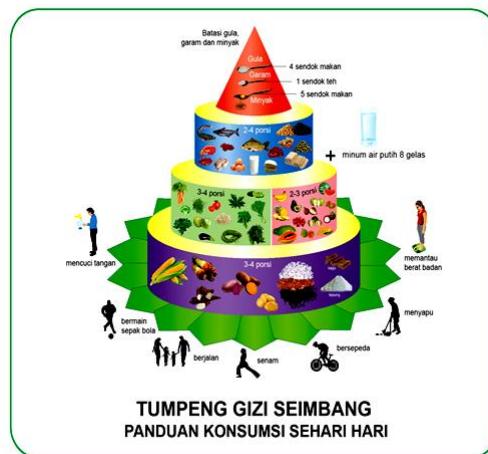 Batasi gula,
garam dan minyak
Gula
4 sendok makan
Garam
1 sendok teh
5 sendok makan
Minyak
2-4 porsi
+ minum air putih 8 gelas
3-4 porsi
2-3 porsi
mencuci tangan
memantau
berat badan
3-4 porsi
bermain
sepak bola
menyapu
berjalan
senam
bersepeda
TUMPENG GIZI SEIMBANG
PANDUAN KONSUMSI SEHARI HARI